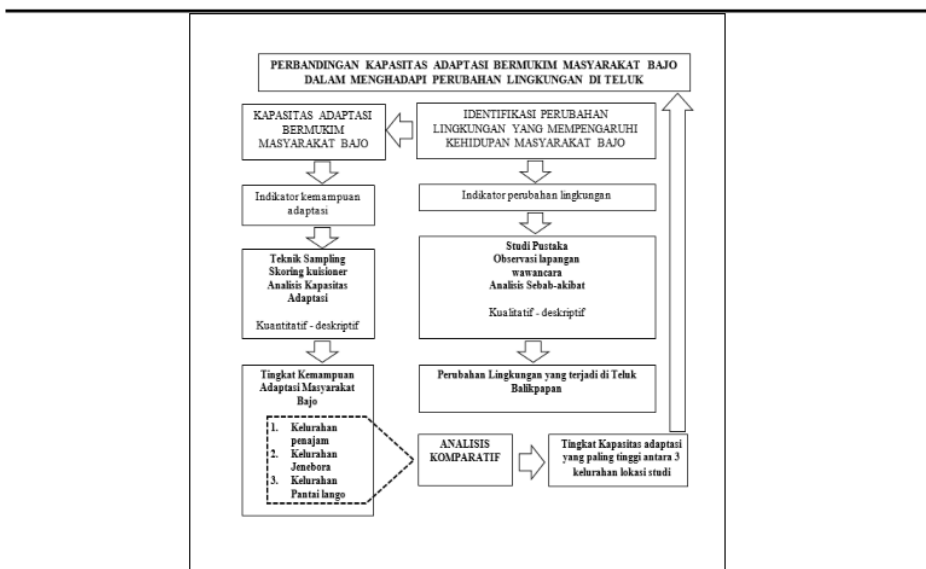 PERBANDINGAN KAPASITAS ADAPTASI BERMUKIM MASYARAKAT BAJO
DALAM MENGHADAPI PERUBAHAN LINGKUNGAN DI TELUK
KAPASITAS ADAPTASI
BERMUKIM
MASYARAKAT BAJO
IDENTIFIKASI PERUBAHAN
LINGKUNGAN YANG MEMPENGARUHI
KEHIDUPAN MASYARAKAT BAJO
Indikator kemampuan
adaptasi
Indikator perubahan lingkungan
Teknik Sampling
Skoring kuisioner
Analisis Kapasitas
Adaptasi
Kuantitatif - deskriptif
Studi Pustaka
Observasi lapangan
wawancara
Analisis Sebab-akibat
Kualitatif - deskriptif
Tingkat Kemampuan
Adaptasi Masyarakat
Bajo
1. Kelurahan
penajam
2. Kelurahan
Jenebora
3. Kelurahan
Pantai lango
Perubahan Lingkungan yang terjadi di Teluk
Balikpapan
ANALISIS
KOMPARATIF
Tingkat Kapasitas adaptasi
yang paling tinggi antara 3
kelurahan lokasi studi